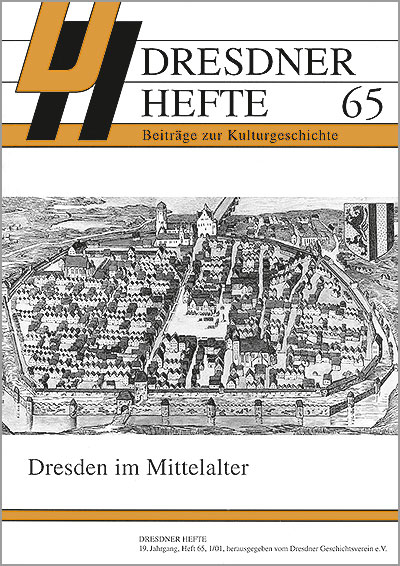 DRESDNER
HEFTE 65
Beiträge zur Kulturgeschichte
Dresden im Mittelalter
DRESDNER HEFTE
19. Jahrgang, Heft 65, 1/01, herausgegeben vom Dresdner Geschichtsverein e.V.